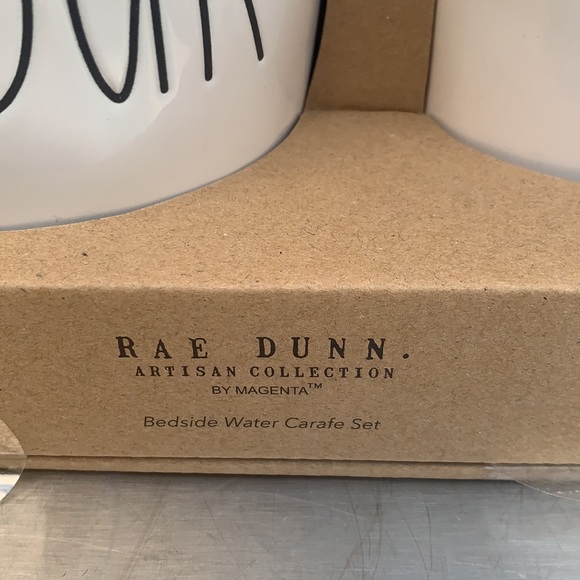 RAE DUNN.
ARTISAN COLLECTION
BY MAGENTA™
Bedside Water Carafe Set